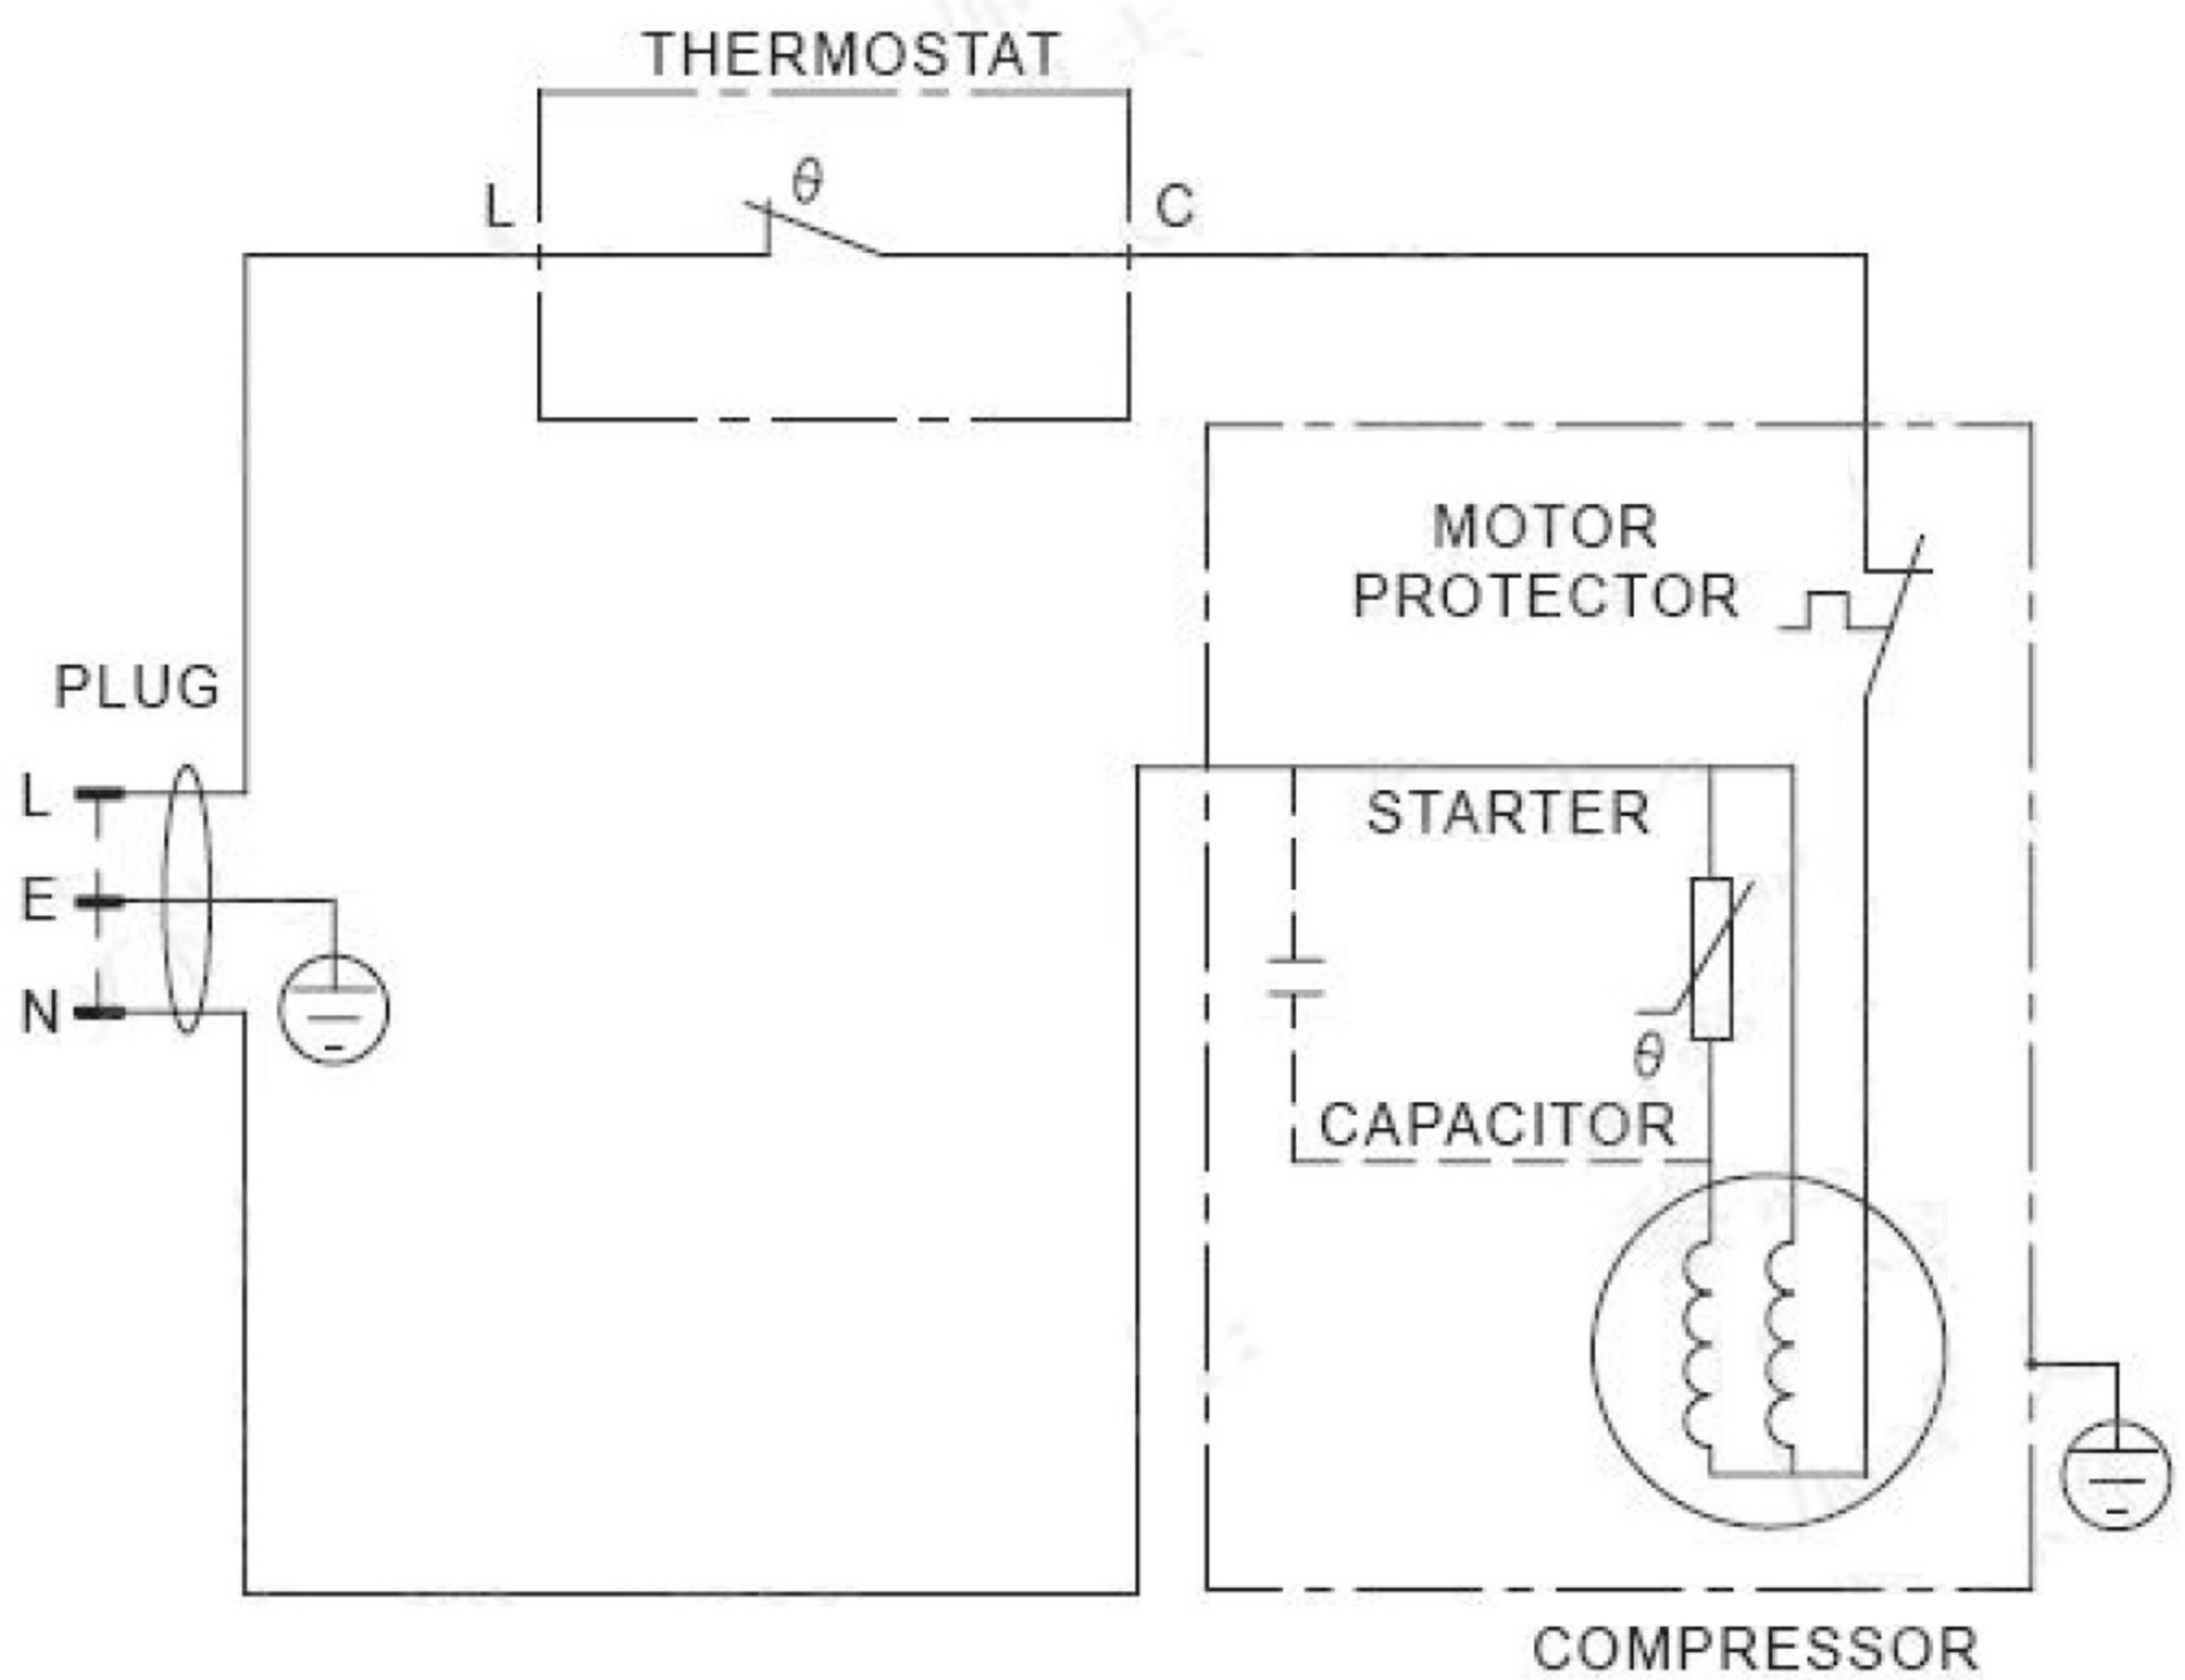 THERMOSTAT
θ
L
C
MOTOR
PROTECTOR
PLUG
L
STARTER
E
N
θ
CAPACITOR
COMPRESSOR